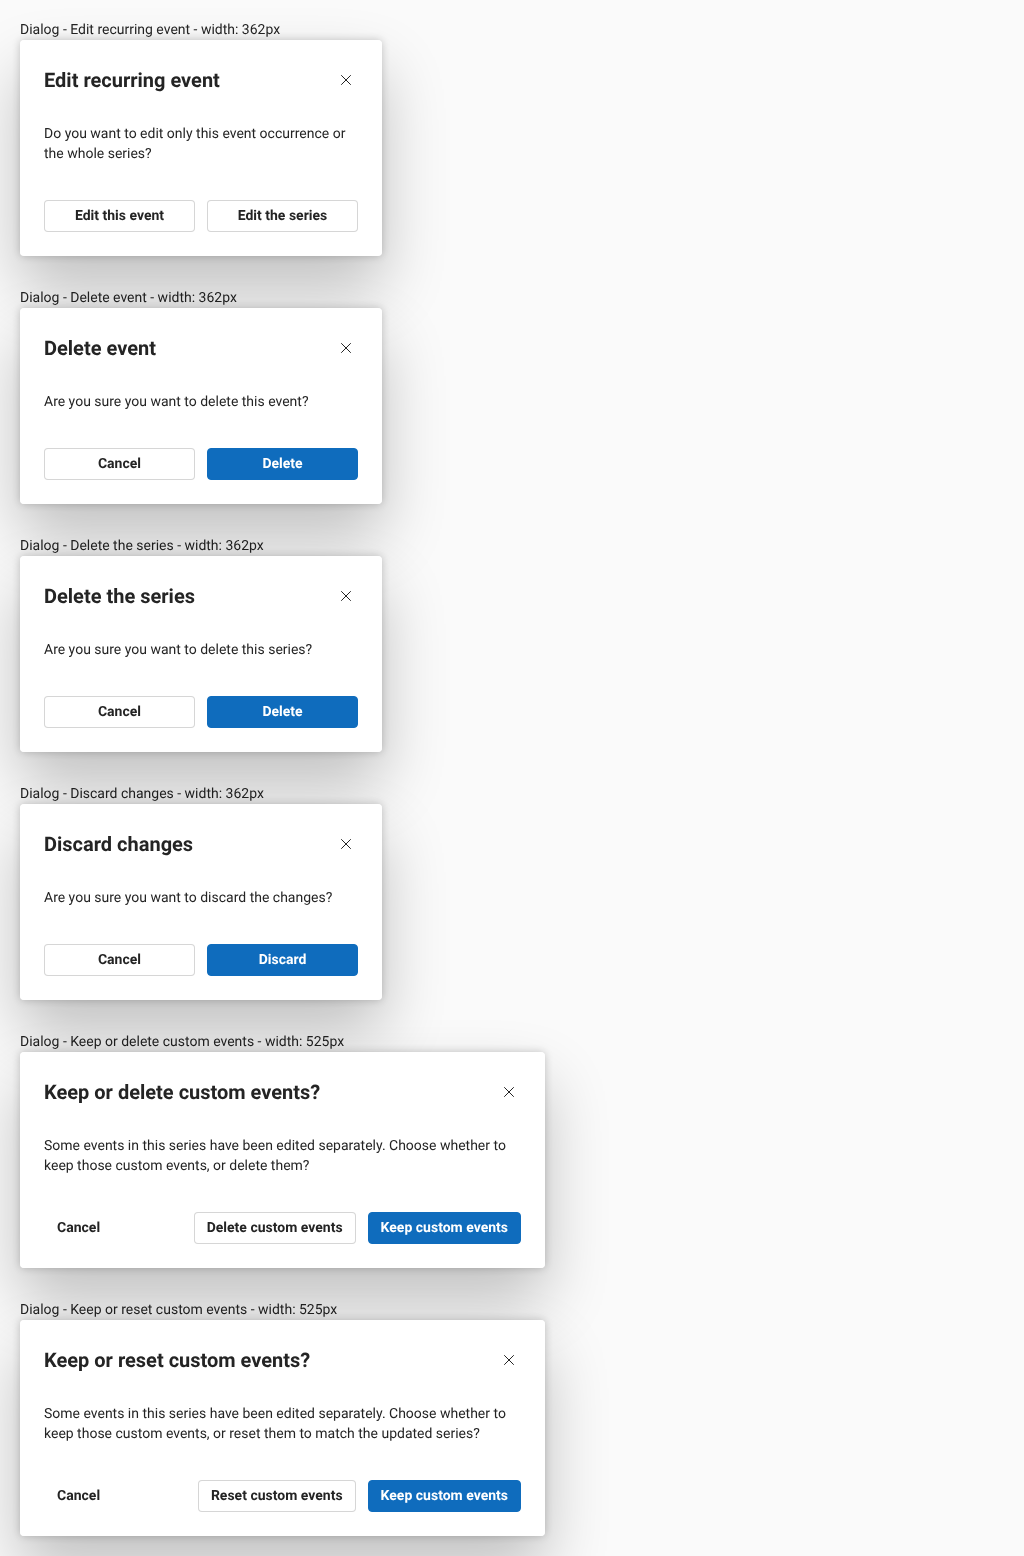 Dialog - Edit recurring event - width: 362px
Edit recurring event
Do you want to edit only this event occurrence or
the whole series?
Edit this event
Edit the series
Dialog - Delete event - width: 362px
Delete event
Are you sure you want to delete this event?
Cancel
Delete
Dialog - Delete the series - width: 362px
Delete the series
Are you sure you want to delete this series?
Cancel
Delete
Dialog - Discard changes - width: 362px
Discard changes
Are you sure you want to discard the changes?
Cancel
Discard
Dialog - Keep or delete custom events - width: 525px
Keep or delete custom events?
Some events in this series have been edited separately. Choose whether to
keep those custom events, or delete them?
Cancel
Delete custom events
Keep custom events
Dialog - Keep or reset custom events - width: 525px
Keep or reset custom events?
Some events in this series have been edited separately. Choose whether to
keep those custom events, or reset them to match the updated series?
Cancel
Reset custom events
Keep custom events